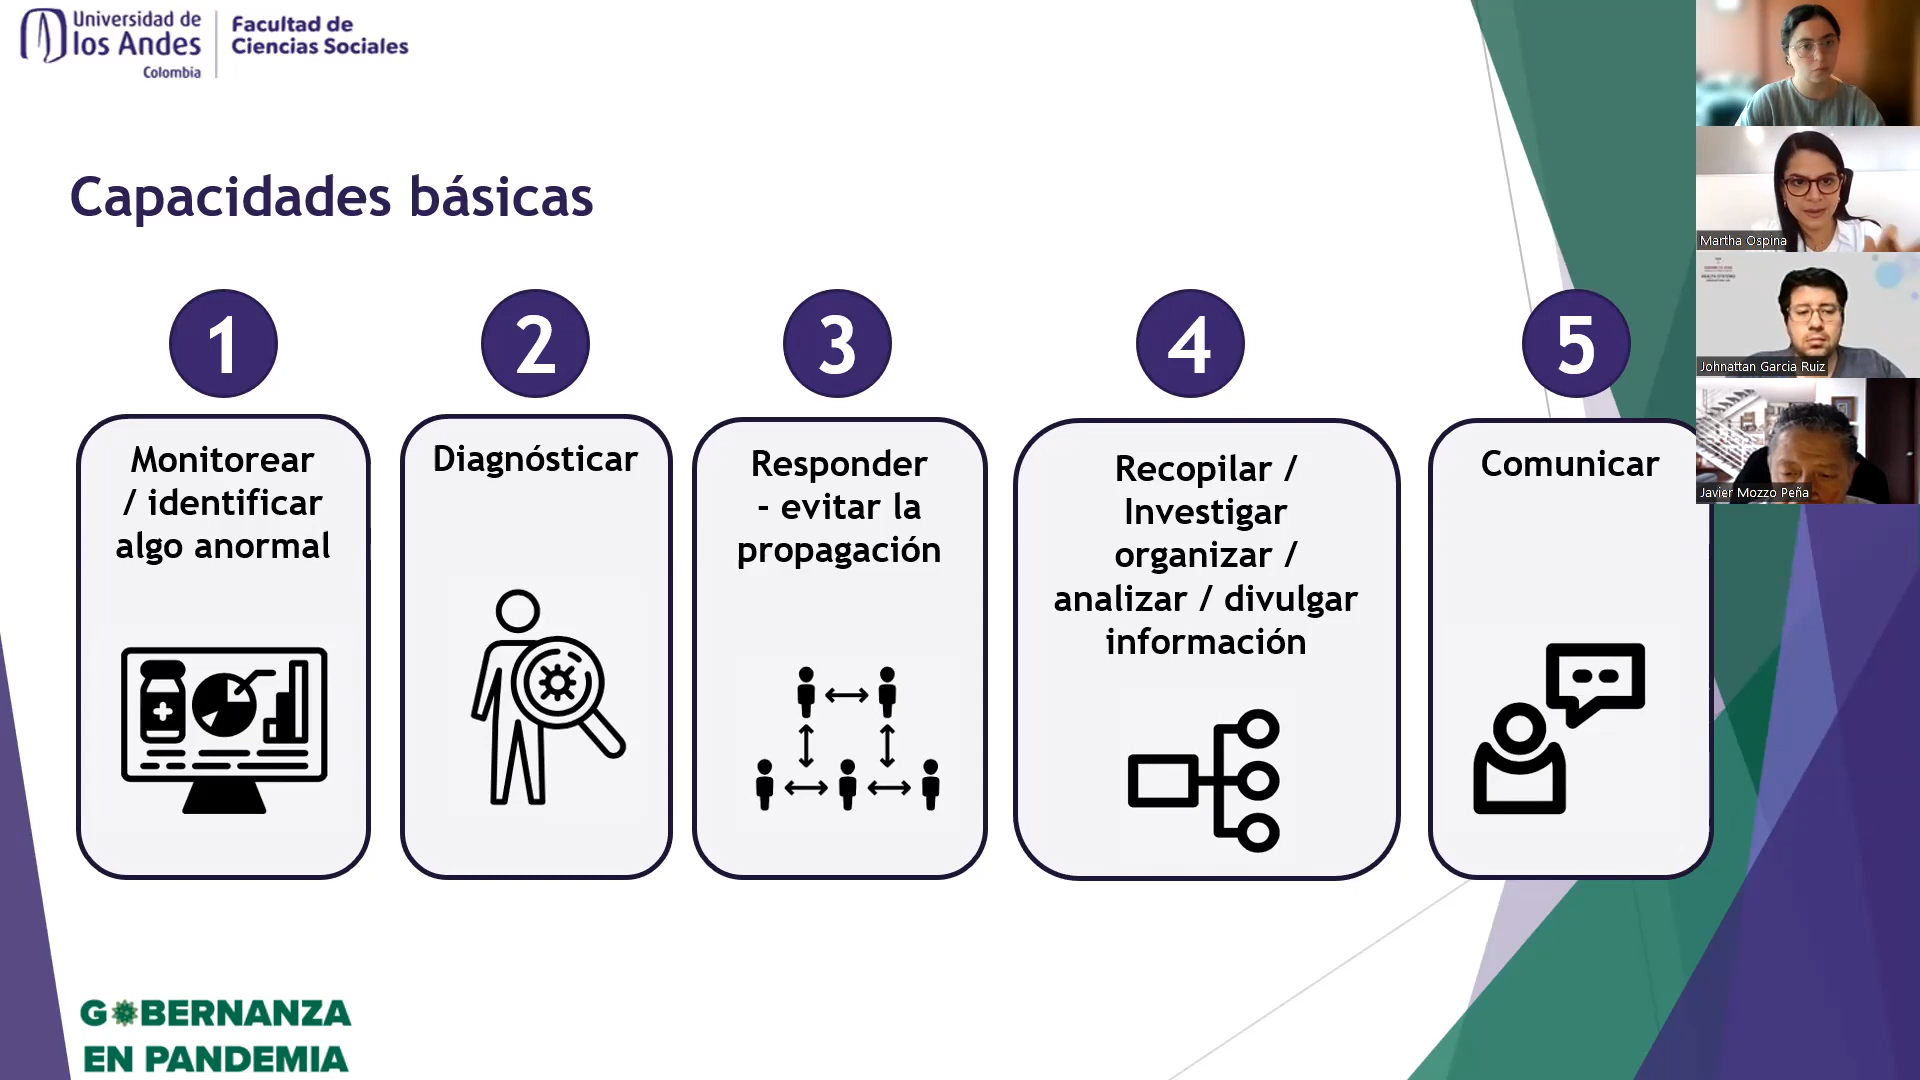 Universidad de
los Andes
Colombia
Facultad de
Ciencias Sociales
Capacidades básicas
1
2
3
4
5
Monitorear
/ identificar
algo anormal
Diagnósticar
Responder
- evitar la
propagación
Recopilar /
Investigar
organizar /
analizar / divulgar
información
Comunicar
GOBERNANZA
EN PANDEMIA
Martha Ospina
Johnattan Garcia Ruiz
Javier Mozzo Peña